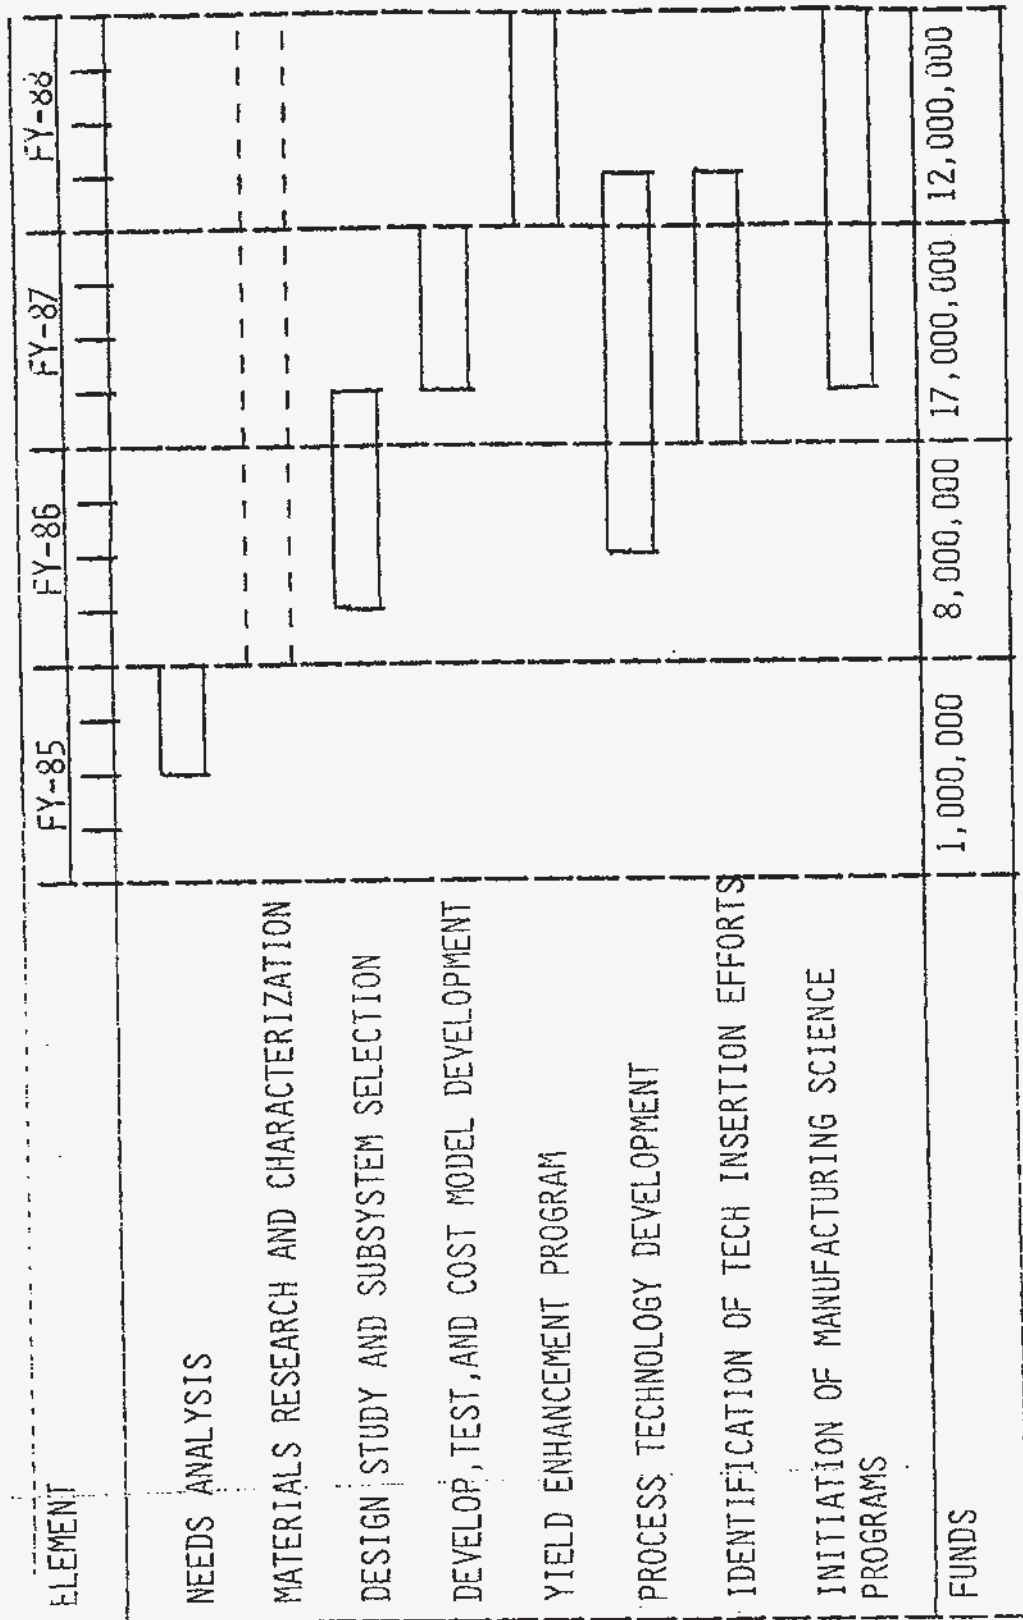 ELEMENT FY-85 FY-86 FY-87 FY-88
NEEDS ANALYSIS
MATERIALS RESEARCH AND CHARACTERIZATION
DESIGN STUDY AND SUBSYSTEM SELECTION
DEVELOP,TEST,AND COST MODEL DEVELOPMENT
YIELD ENHANCEMENT PROGRAM
PROCESS TECHNOLOGY DEVELOPMENT
IDENTIFICATION OF TECH INSERTION EFFORTS
INITIATION OF MANUFACTURING SCIENCE
PROGRAMS
FUNDS 1,000,000 8,000,000 17,000,000 12,000,000